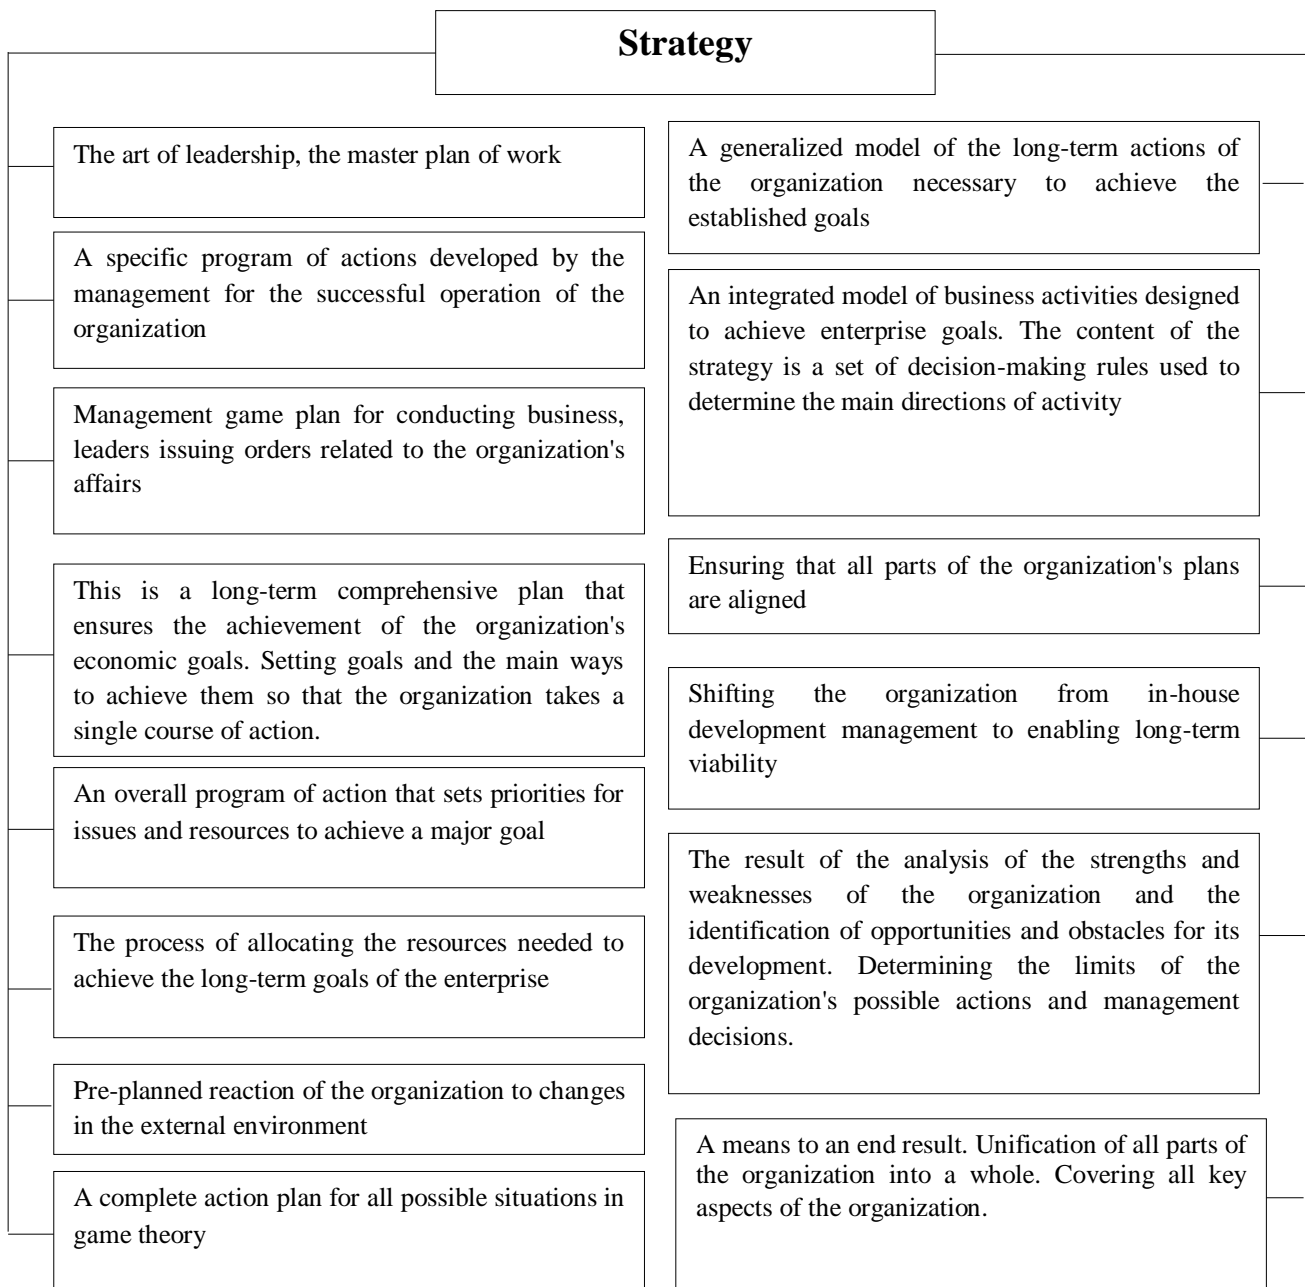 Strategy
The art of leadership, the master plan of work
A specific program of actions developed by the
management for the successful operation of the
organization
Management game plan for conducting business,
leaders issuing orders related to the organization's
affairs
This is a long-term comprehensive plan that
ensures the achievement of the organization's
economic goals. Setting goals and the main ways
to achieve them so that the organization takes a
single course of action.
An overall program of action that sets priorities for
issues and resources to achieve a major goal
The process of allocating the resources needed to
achieve the long-term goals of the enterprise
Pre-planned reaction of the organization to changes
in the external environment
A complete action plan for all possible situations in
game theory
A generalized model of the long-term actions of
the organization necessary to achieve the
established goals
An integrated model of business activities designed
to achieve enterprise goals. The content of the
strategy is a set of decision-making rules used to
determine the main directions of activity
Ensuring that all parts of the organization's plans
are aligned
Shifting the organization from in-house
development management to enabling long-term
viability
The result of the analysis of the strengths and
weaknesses of the organization and the
identification of opportunities and obstacles for its
development. Determining the limits of the
organization's possible actions and management
decisions.
A means to an end result. Unification of all parts of
the organization into a whole. Covering all key
aspects of the organization.